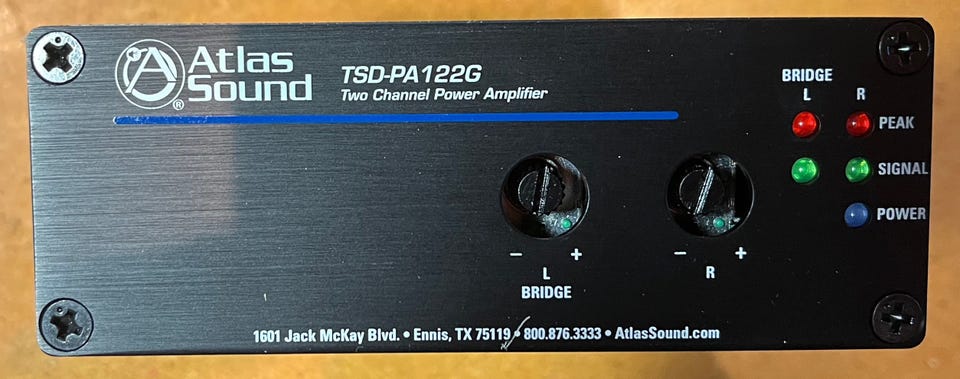 Atlas
Sound
®
TSD-PA122G
Two Channel Power Amplifier
BRIDGE
L R
PEAK
SIGNAL
POWER
- +
L
BRIDGE
- +
R
1601 Jack McKay Blvd. • Ennis, TX 75119 • 800.876.3333 • AtlasSound.com